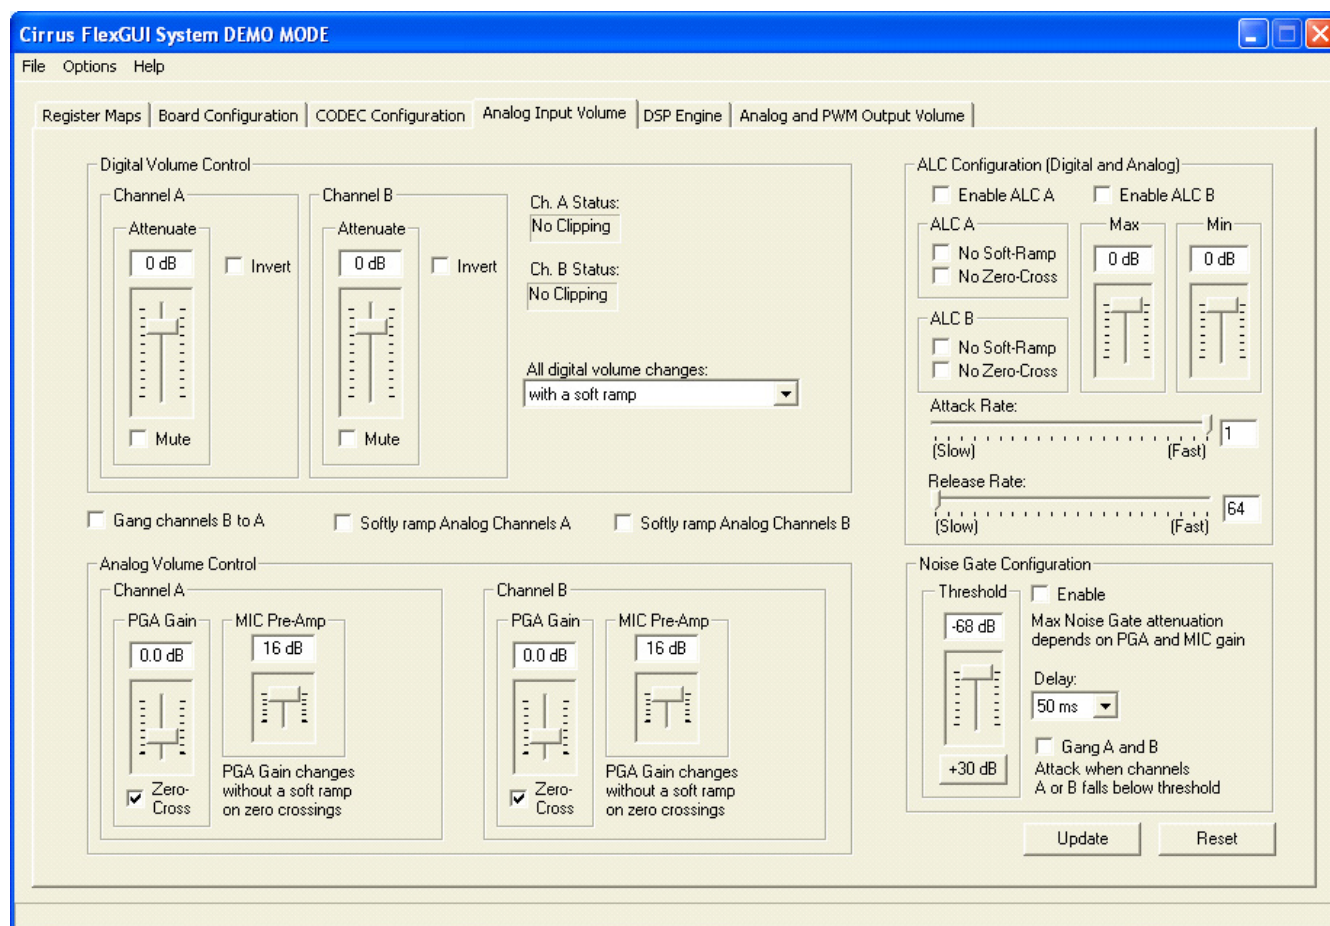 Cirrus FlexGUI System DEMO MODE
File Options Help
Register Maps Board Configuration CODEC Configuration Analog Input Volume DSP Engine Analog and PWM Output Volume
Digital Volume Control
Channel A
Attenuate
0 dB
Invert
Mute
Channel B
Attenuate
0 dB
Invert
Mute
Ch. A Status:
No Clipping
Ch. B Status:
No Clipping
All digital volume changes:
with a soft ramp
Gang channels B to A
Softly ramp Analog Channels A
Softly ramp Analog Channels B
Analog Volume Control
Channel A
PGA Gain
0.0 dB
Zero-
Cross
MIC Pre-Amp
16 dB
PGA Gain changes
without a soft ramp
on zero crossings
Channel B
PGA Gain
0.0 dB
Zero-
Cross
MIC Pre-Amp
16 dB
PGA Gain changes
without a soft ramp
on zero crossings
ALC Configuration (Digital and Analog)
Enable ALC A
Enable ALC B
ALC A
No Soft-Ramp
No Zero-Cross
ALC B
No Soft-Ramp
No Zero-Cross
Max
0 dB
Min
0 dB
Attack Rate:
1
(Slow) (Fast)
Release Rate:
64
(Slow) (Fast)
Noise Gate Configuration
Threshold
-68 dB
+30 dB
Enable
Max Noise Gate attenuation
depends on PGA and MIC gain
Delay:
50 ms
Gang A and B
Attack when channels
A or B falls below threshold
Update
Reset